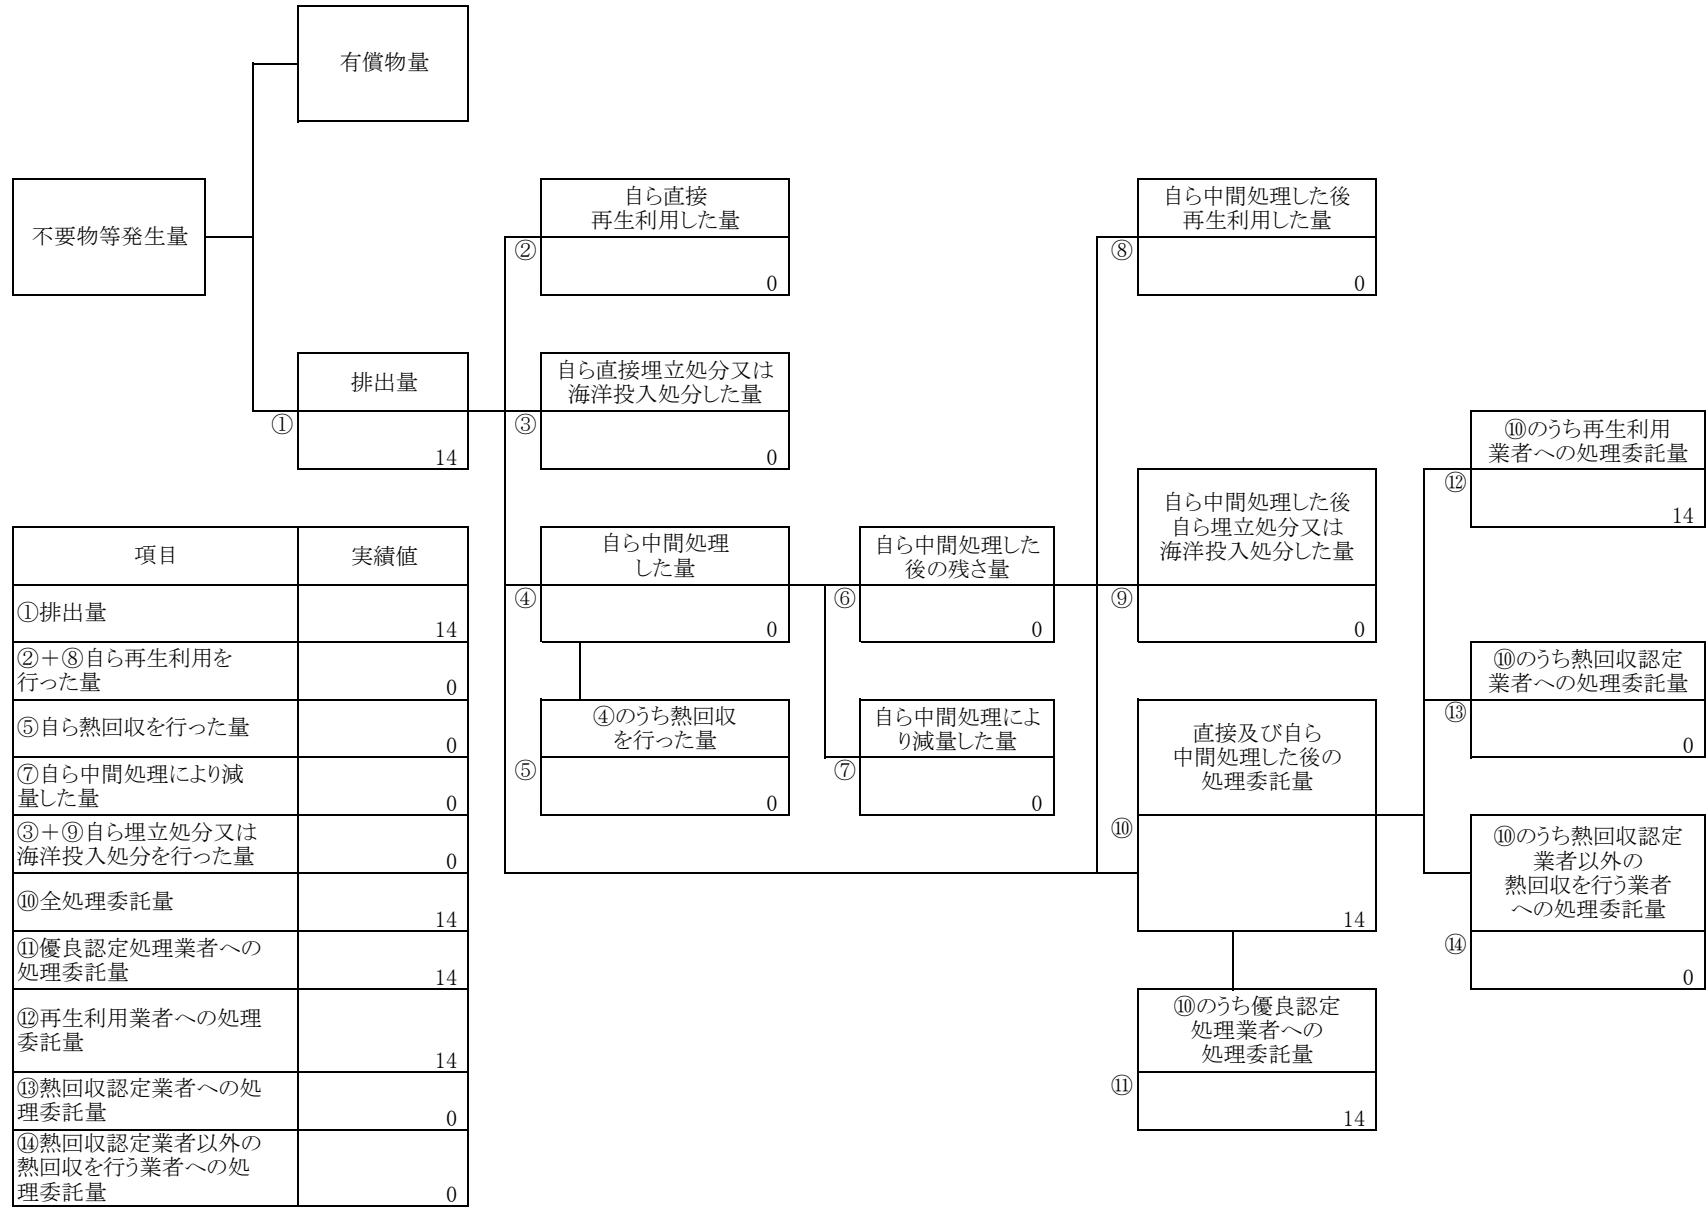 有償物量
不要物等発生量
自ら直接
再生利用した量
②
0
自ら中間処理した後
再生利用した量
⑧
0
排出量
①
14
自ら直接埋立処分又は
海洋投入処分した量
③
0
⑩のうち再生利用
業者への処理委託量
⑫
14
自ら中間処理
した量
④
0
自ら中間処理した
後の残さ量
⑥
0
自ら中間処理した後
自ら埋立処分又は
海洋投入処分した量
⑨
0
⑩のうち熱回収認定
業者への処理委託量
⑬
0
④のうち熱回収
を行った量
⑤
0
自ら中間処理によ
り減量した量
⑦
0
直接及び自ら
中間処理した後の
処理委託量
⑩
14
⑩のうち熱回収認定
業者以外の
熱回収を行う業者
への処理委託量
⑭
0
⑩のうち優良認定
処理業者への
処理委託量
⑪
14
項目 実績値
①排出量
14
②+⑧自ら再生利用を
行った量
0
⑤自ら熱回収を行った量
0
⑦自ら中間処理により減
量した量
0
③+⑨自ら埋立処分又は
海洋投入処分を行った量
0
⑩全処理委託量
14
⑪優良認定処理業者への
処理委託量
14
⑫再生利用業者への処理
委託量
14
⑬熱回収認定業者への処
理委託量
0
⑭熱回収認定業者以外の
熱回収を行う業者への処
理委託量
0